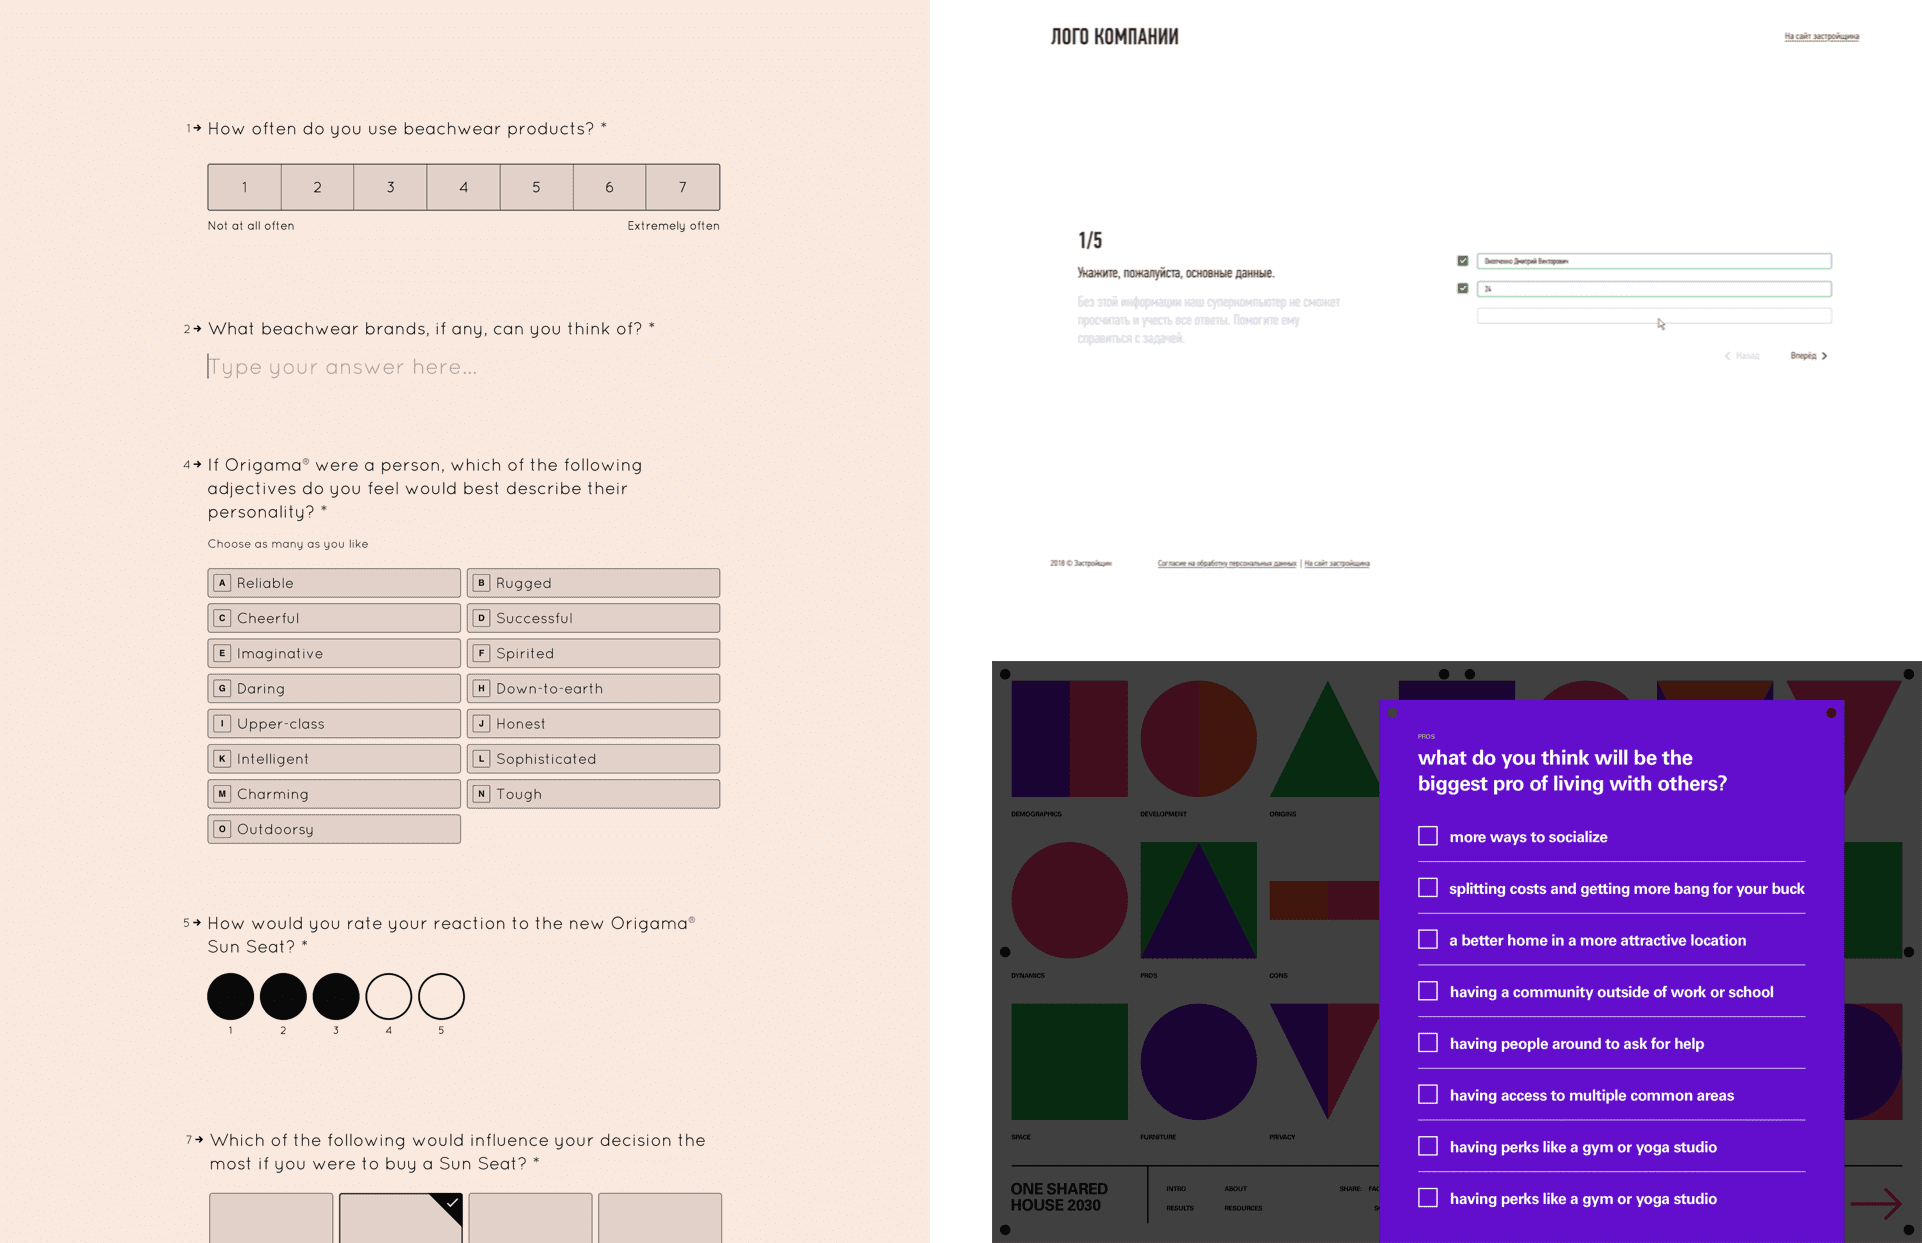 1→ How often do you use beachwear products? *
1 2 3 4 5 6 7
Not at all often Extremely often
2→ What beachwear brands, if any, can you think of? *
Type your answer here...
4→ If Origama® were a person, which of the following
adjectives do you feel would best describe their
personality? *
Choose as many as you like
A Reliable
B Rugged
C Cheerful
D Successful
E Imaginative
F Spirited
G Daring
H Down-to-earth
I Upper-class
J Honest
K Intelligent
L Sophisticated
M Charming
N Tough
O Outdoorsy
5→ How would you rate your reaction to the new Origama®
Sun Seat? *
1 2 3 4 5
7→ Which of the following would influence your decision the
most if you were to buy a Sun Seat? *
ЛОГО КОМПАНИИ
На сайт застройщика
1/5
Укажите, пожалуйста, основные данные.
Без этой информации наш суперкомпьютер не сможет
просчитать и учесть все ответы. Помогите ему
справиться с задачей.
Дмитрий Викторович
24
Назад Вперёд
2018 © Застройщик
Согласие на обработку персональных данных | На сайт застройщика
DEMOGRAPHICS
DEVELOPMENT
ORIGINS
DYNAMICS
PROS
CONS
SPACE
FURNITURE
PRIVACY
ONE SHARED
HOUSE 2030
INTRO
ABOUT
SHARE:
RESULTS
RESOURCES
PROS
what do you think will be the
biggest pro of living with others?
more ways to socialize
splitting costs and getting more bang for your buck
a better home in a more attractive location
having a community outside of work or school
having people around to ask for help
having access to multiple common areas
having perks like a gym or yoga studio
having perks like a gym or yoga studio